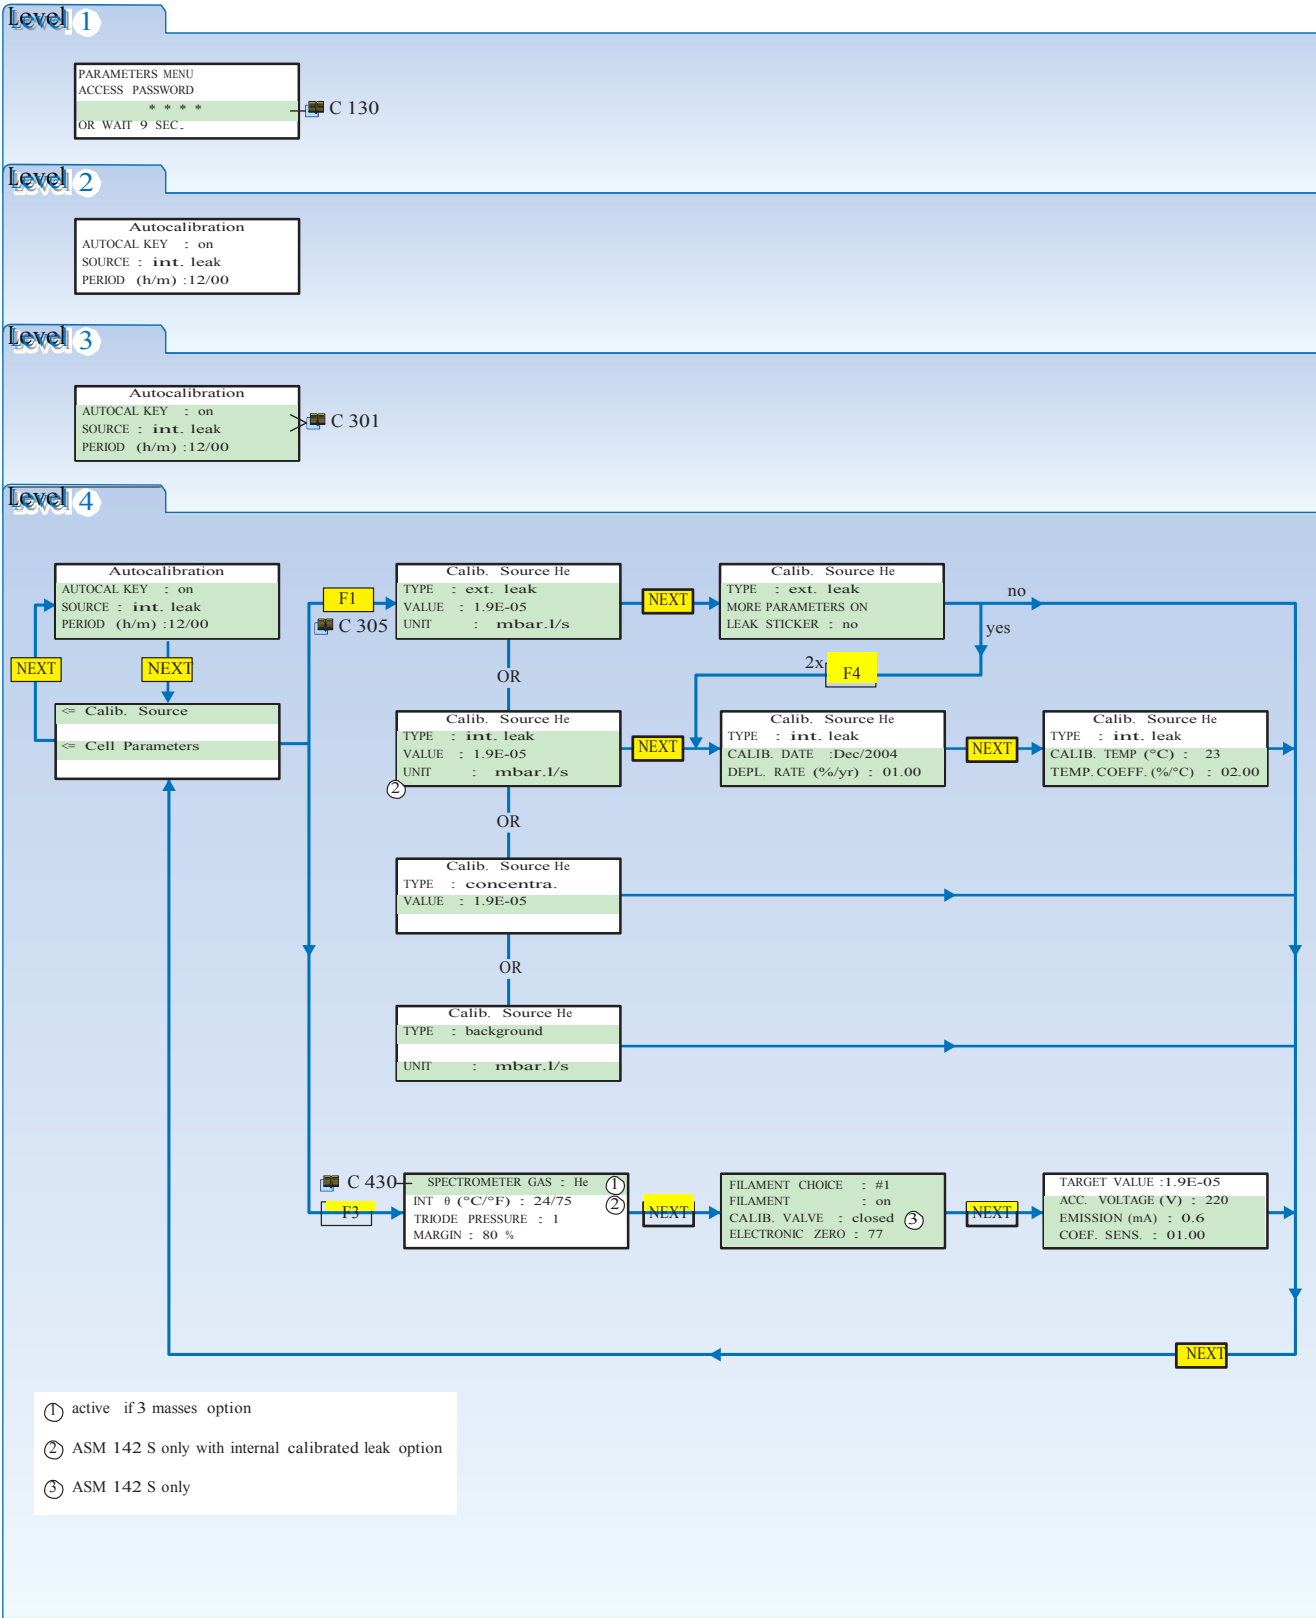 Level 1
PARAMETERS MENU
ACCESS PASSWORD
* * * *
OR WAIT 9 SEC.
C 130
Level 2
Autocalibration
AUTOCAL KEY : on
SOURCE : int. leak
PERIOD (h/m) :12/00
Level 3
Autocalibration
AUTOCAL KEY : on
SOURCE : int. leak
PERIOD (h/m) :12/00
C 301
Level 4
Autocalibration
AUTOCAL KEY : on
SOURCE : int. leak
PERIOD (h/m) :12/00
NEXT
NEXT
<= Calib. Source
<= Cell Parameters
F1
C 305
Calib. Source He
TYPE : ext. leak
VALUE : 1.9E-05
UNIT : mbar.l/s
NEXT
Calib. Source He
TYPE : ext. leak
MORE PARAMETERS ON
LEAK STICKER : no
no
yes
2x
F4
OR
Calib. Source He
TYPE : int. leak
VALUE : 1.9E-05
UNIT : mbar.l/s
2
NEXT
Calib. Source He
TYPE : int. leak
CALIB. DATE :Dec/2004
DEPL. RATE (%/yr) : 01.00
NEXT
Calib. Source He
TYPE : int. leak
CALIB. TEMP (°C) : 23
TEMP. COEFF. (%/°C) : 02.00
OR
Calib. Source He
TYPE : concentra.
VALUE : 1.9E-05
OR
Calib. Source He
TYPE : background
UNIT : mbar.l/s
C 430
F3
SPECTROMETER GAS : He 1
INT θ (°C/°F) : 24/75 2
TRIODE PRESSURE : 1
MARGIN : 80 %
NEXT
FILAMENT CHOICE : #1
FILAMENT : on
CALIB. VALVE : closed 3
ELECTRONIC ZERO : 77
NEXT
TARGET VALUE :1.9E-05
ACC. VOLTAGE (V) : 220
EMISSION (mA) : 0.6
COEF. SENS. : 01.00
NEXT
1 active if 3 masses option
2 ASM 142 S only with internal calibrated leak option
3 ASM 142 S only